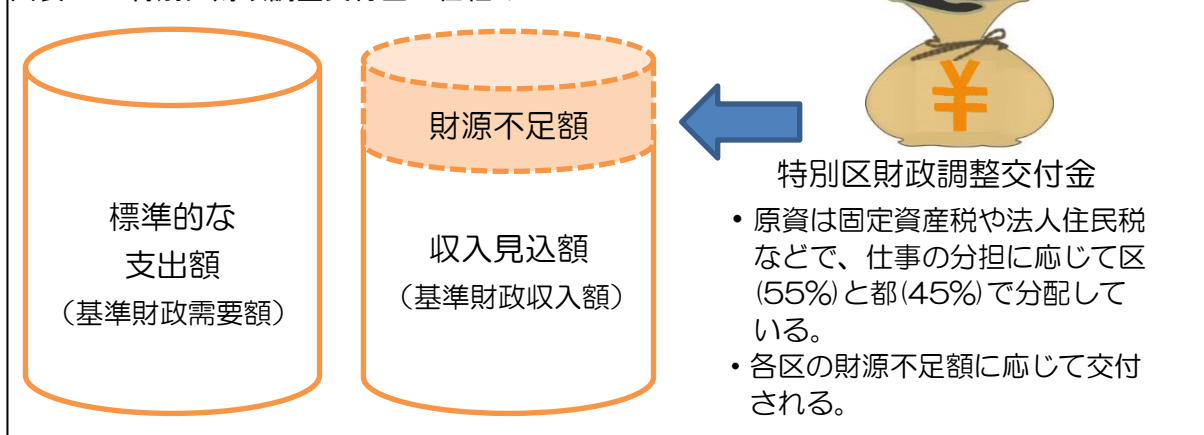 財源不足額
標準的な
支出額
（基準財政需要額）
収入見込額
（基準財政収入額）
¥
特別区財政調整交付金
・原資は固定資産税や法人住民税
などで、仕事の分担に応じて区
(55%)と都(45%)で分配して
いる。
・各区の財源不足額に応じて交付
される。